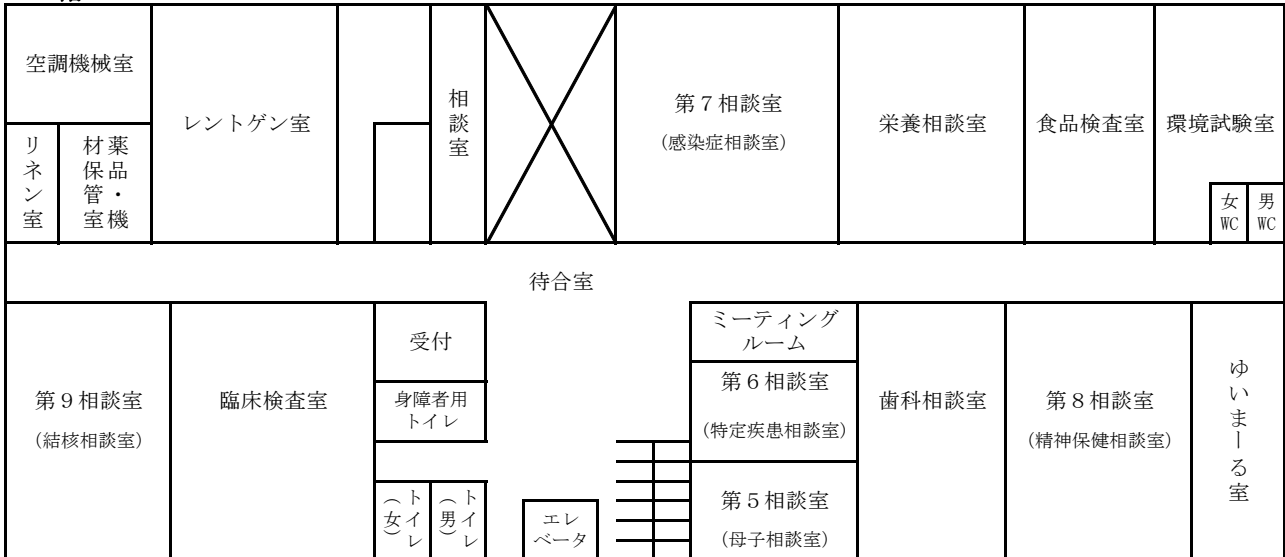 空調機械室
リネン室
薬品・機
材保管室
レントゲン室
相談室
第７相談室
(感染症相談室)
栄養相談室
食品検査室
環境試験室
女
WC
男
WC
待合室
第９相談室
(結核相談室)
臨床検査室
受付
身障者用
トイレ
トイレ
(女)
トイレ
(男)
エレ
ベータ
ミーティング
ルーム
第６相談室
(特定疾患相談室)
第５相談室
(母子相談室)
歯科相談室
第８相談室
(精神保健相談室)
ゆいまーる室